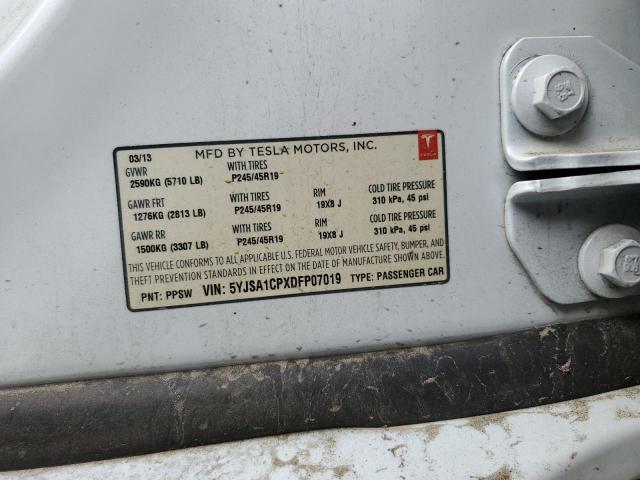 03/13 MFD BY TESLA MOTORS, INC. TESLA
GVWR WITH TIRES
2590KG (5710 LB) P245/45R19
GAWR FRT WITH TIRES RIM COLD TIRE PRESSURE
1276KG (2813 LB) P245/45R19 19X8 J 310 kPa, 45 psi
GAWR RR WITH TIRES RIM COLD TIRE PRESSURE
1500KG (3307 LB) P245/45R19 19X8 J 310 kPa, 45 psi
THIS VEHICLE CONFORMS TO ALL APPLICABLE U.S. FEDERAL MOTOR VEHICLE SAFETY, BUMPER, AND
THEFT PREVENTION STANDARDS IN EFFECT ON THE DATE OF MANUFACTURE SHOWN ABOVE.
PNT: PPSW VIN: 5YJSA1CPXDFP07019 TYPE: PASSENGER CAR